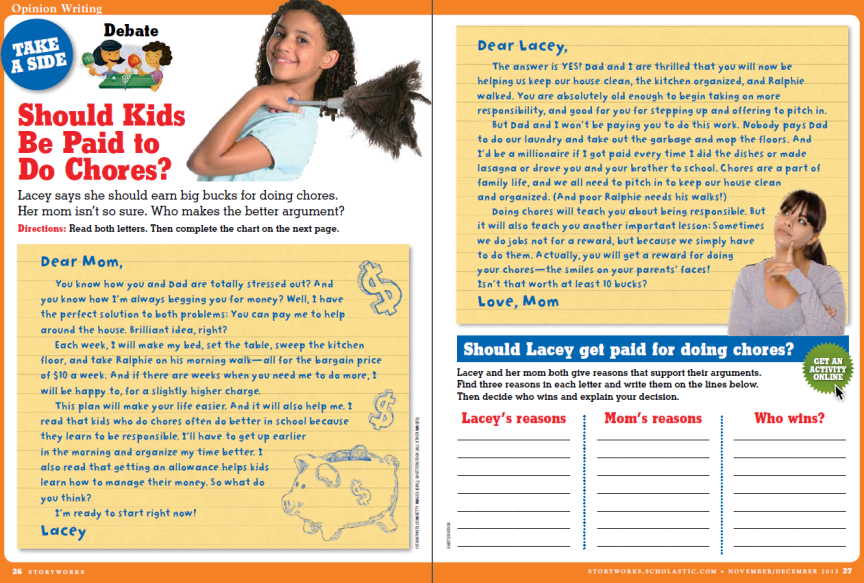 Opinion Writing
TAKE
A SIDE
Debate
Should Kids
Be Paid to
Do Chores?
Lacey says she should earn big bucks for doing chores.
Her mom isn't so sure. Who makes the better argument?
Directions: Read both letters. Then complete the chart on the next page.
Dear Mom,
You know how you and Dad are totally stressed out? And
you know how I'm always begging you for money? Well, I have
the perfect solution to both problems: You can pay me to help
around the house. Brilliant idea, right?
Each week, I will make my bed, set the table, sweep the kitchen
floor, and take Ralphie on his morning walk—all for the bargain price
of $10 a week. And if there are weeks when you need me to do more, I
will be happy to, for a slightly higher charge.
This plan will make your life easier. And it will also help me. I
read that kids who do chores often do better in school because
they learn to be responsible. I'll have to get up earlier
in the morning and organize my time better. I
also read that getting an allowance helps kids
learn how to manage their money. So what do
you think?
I'm ready to start right now!
Lacey
$
$
$
26 STORYWORKS
Dear Lacey,
The answer is YES! Dad and I are thrilled that you will now be
helping us keep our house clean, the kitchen organized, and Ralphie
walked. You are absolutely old enough to begin taking on more
responsibility, and good for you for stepping up and offering to pitch in.
But Dad and I won't be paying you to do this work. Nobody pays Dad
to do our laundry and take out the garbage and mop the floors. And
I'd be a millionaire if I got paid every time I did the dishes or made
lasagna or drove you and your brother to school. Chores are a part of
family life, and we all need to pitch in to keep our house clean
and organized. (And poor Ralphie needs his walks!)
Doing chores will teach you about being responsible. But
it will also teach you another important lesson: Sometimes
we do jobs not for a reward, but because we simply have
to do them. Actually, you will get a reward for doing
your chores—the smiles on your parents' faces!
Isn't that worth at least 10 bucks?
Love, Mom
Should Lacey get paid for doing chores?
GET AN
ACTIVITY
ONLINE
Lacey and her mom both give reasons that support their arguments.
Find three reasons in each letter and write them on the lines below.
Then decide who wins and explain your decision.
Lacey's reasons
Mom's reasons
Who wins?
SHUTTERSTOCK
STORYWORKS.SCHOLASTIC.COM • NOVEMBER/DECEMBER 2015 27